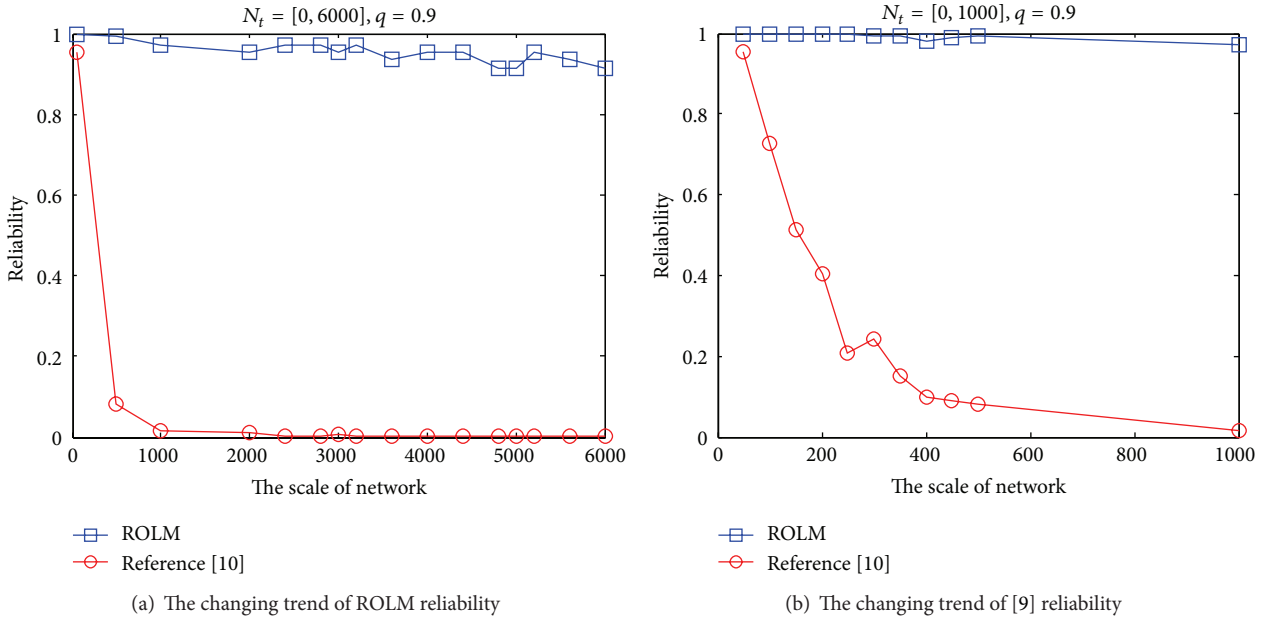 N_t = [0, 6000], q = 0.9
1
0.8
0.6
0.4
0.2
0
Reliability
0 1000 2000 3000 4000 5000 6000
The scale of network
ROLM
Reference [10]
(a) The changing trend of ROLM reliability
N_t = [0, 1000], q = 0.9
1
0.8
0.6
0.4
0.2
0
Reliability
0 200 400 600 800 1000
The scale of network
ROLM
Reference [10]
(b) The changing trend of [9] reliability